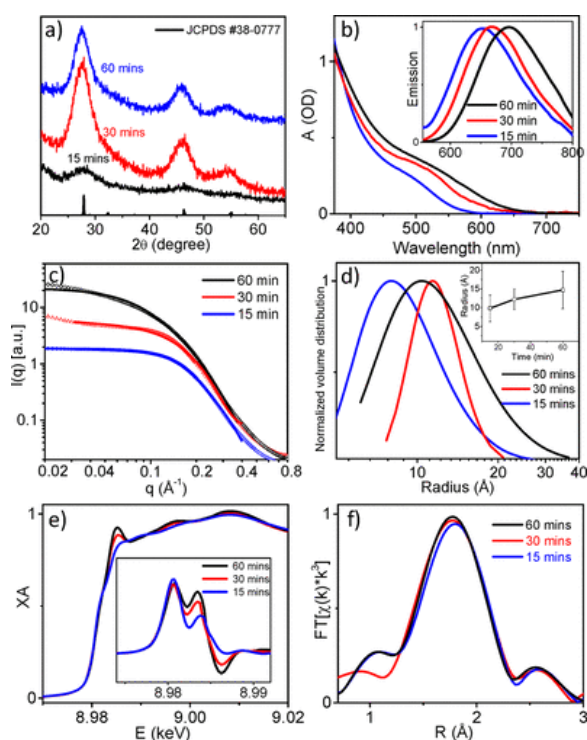 a)
JCPDS #38-0777
60 mins
30 mins
15 mins
20 30 40 50 60
2θ (degree)
b)
A (OD)
1
0
400 500 600 700
Wavelength (nm)
Emission
1
0
600 700 800
60 min
30 min
15 min
c)
I(q) [a.u.]
10
1
0.1
0.02 0.04 0.1 0.2 0.4 0.8
q (Å⁻¹)
60 min
30 min
15 min
d)
Normalized volume distribution
10 20 30 40
Radius (Å)
Radius (Å)
20
15
10
5
20 40 60
Time (min)
60 mins
30 mins
15 mins
e)
XA
1
0
8.98 9.00 9.02
E (keV)
60 mins
30 mins
15 mins
8.98 8.99
f)
FT[χ(k)*k³]
1
0
1 2 3
R (Å)
60 mins
30 mins
15 mins